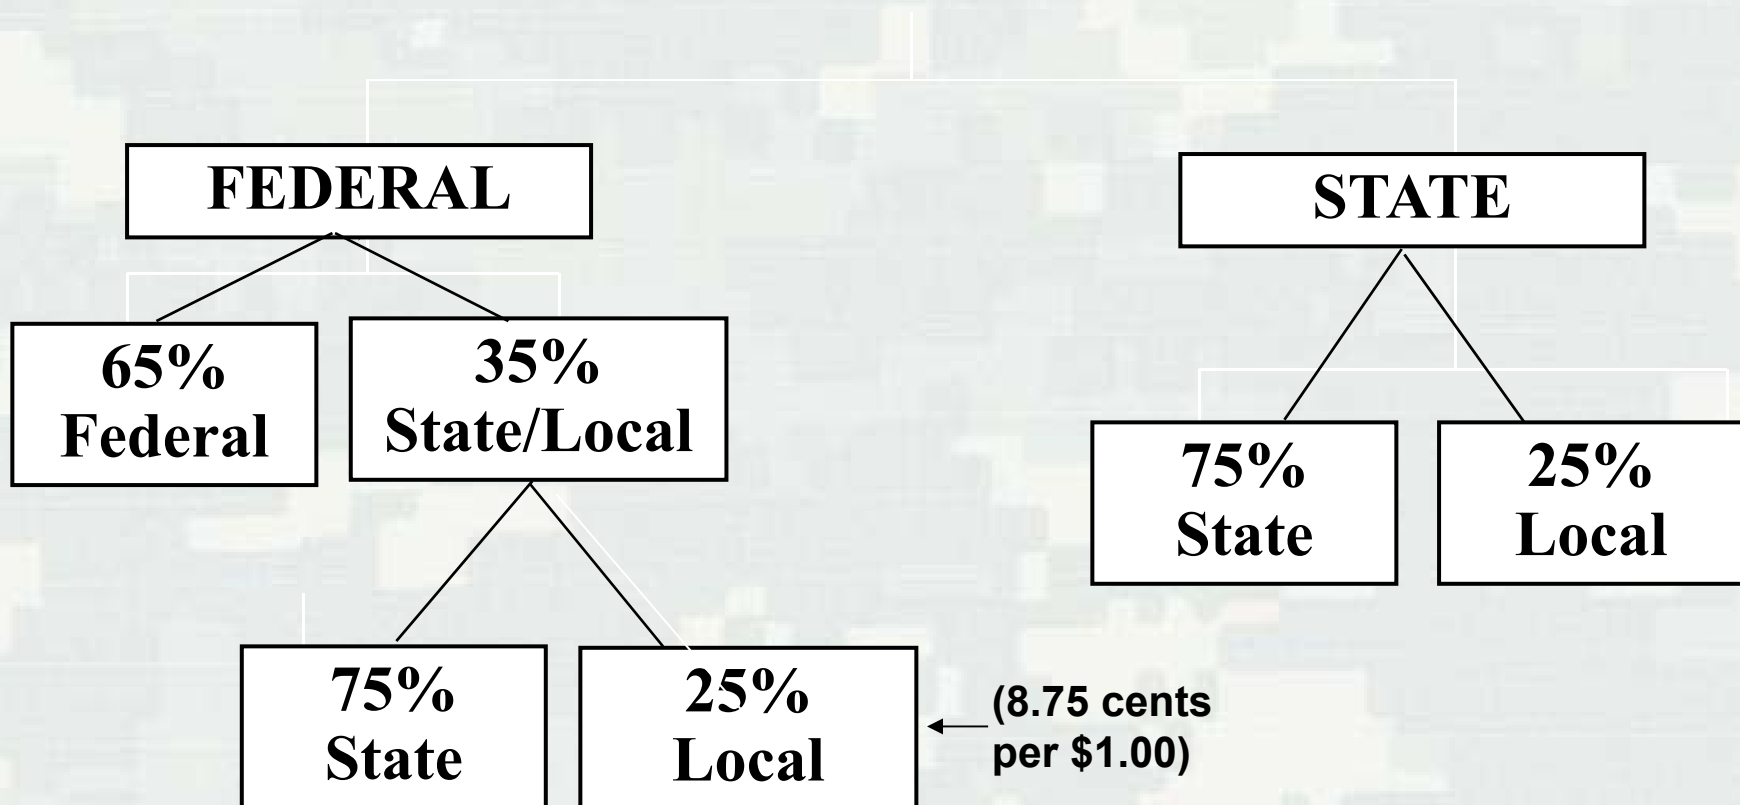 FEDERAL
STATE
65%
Federal
35%
State/Local
75%
State
25%
Local
75%
State
25%
Local
(8.75 cents
per $1.00)